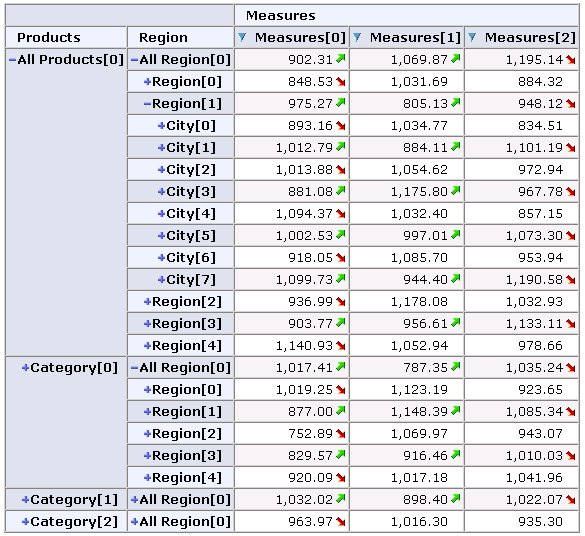 Measures
Products Region Measures[0] Measures[1] Measures[2]
All Products[0] All Region[0] 902.31 1,069.87 1,195.14
Region[0] 848.53 1,031.69 884.32
Region[1] 975.27 805.13 948.12
City[0] 893.16 1,034.77 834.51
City[1] 1,012.79 884.11 1,101.19
City[2] 1,013.88 1,054.62 972.94
City[3] 881.08 1,175.80 967.78
City[4] 1,094.37 1,032.40 857.15
City[5] 1,002.53 997.01 1,073.30
City[6] 918.05 1,085.70 953.94
City[7] 1,099.73 944.40 1,190.58
Region[2] 936.99 1,178.08 1,032.93
Region[3] 903.77 956.61 1,133.11
Region[4] 1,140.93 1,052.94 978.66
Category[0] All Region[0] 1,017.41 787.35 1,035.24
Region[0] 1,019.25 1,123.19 923.65
Region[1] 877.00 1,148.39 1,085.34
Region[2] 752.89 1,069.97 943.07
Region[3] 829.57 916.46 1,010.03
Region[4] 920.09 1,017.18 1,041.96
Category[1] All Region[0] 1,032.02 898.40 1,022.07
Category[2] All Region[0] 963.97 1,016.30 935.30